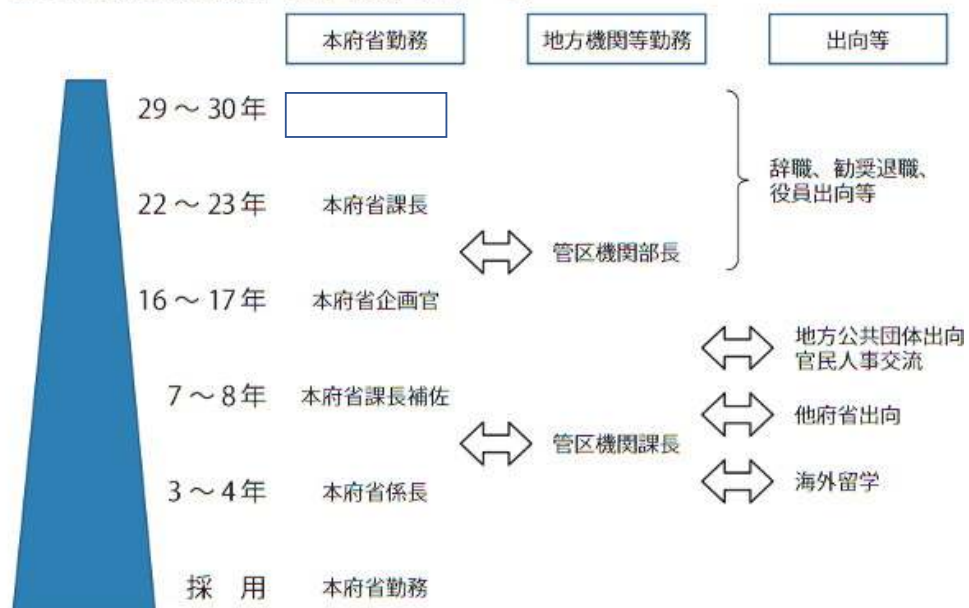 本府省勤務 地方機関等勤務 出向等
29～30年
22～23年 本府省課長
辞職、勧奨退職、
役員出向等
管区機関部長
16～17年 本府省企画官
地方公共団体出向
官民人事交流
7～8年 本府省課長補佐
他府省出向
管区機関課長
3～4年 本府省係長
海外留学
採 用 本府省勤務